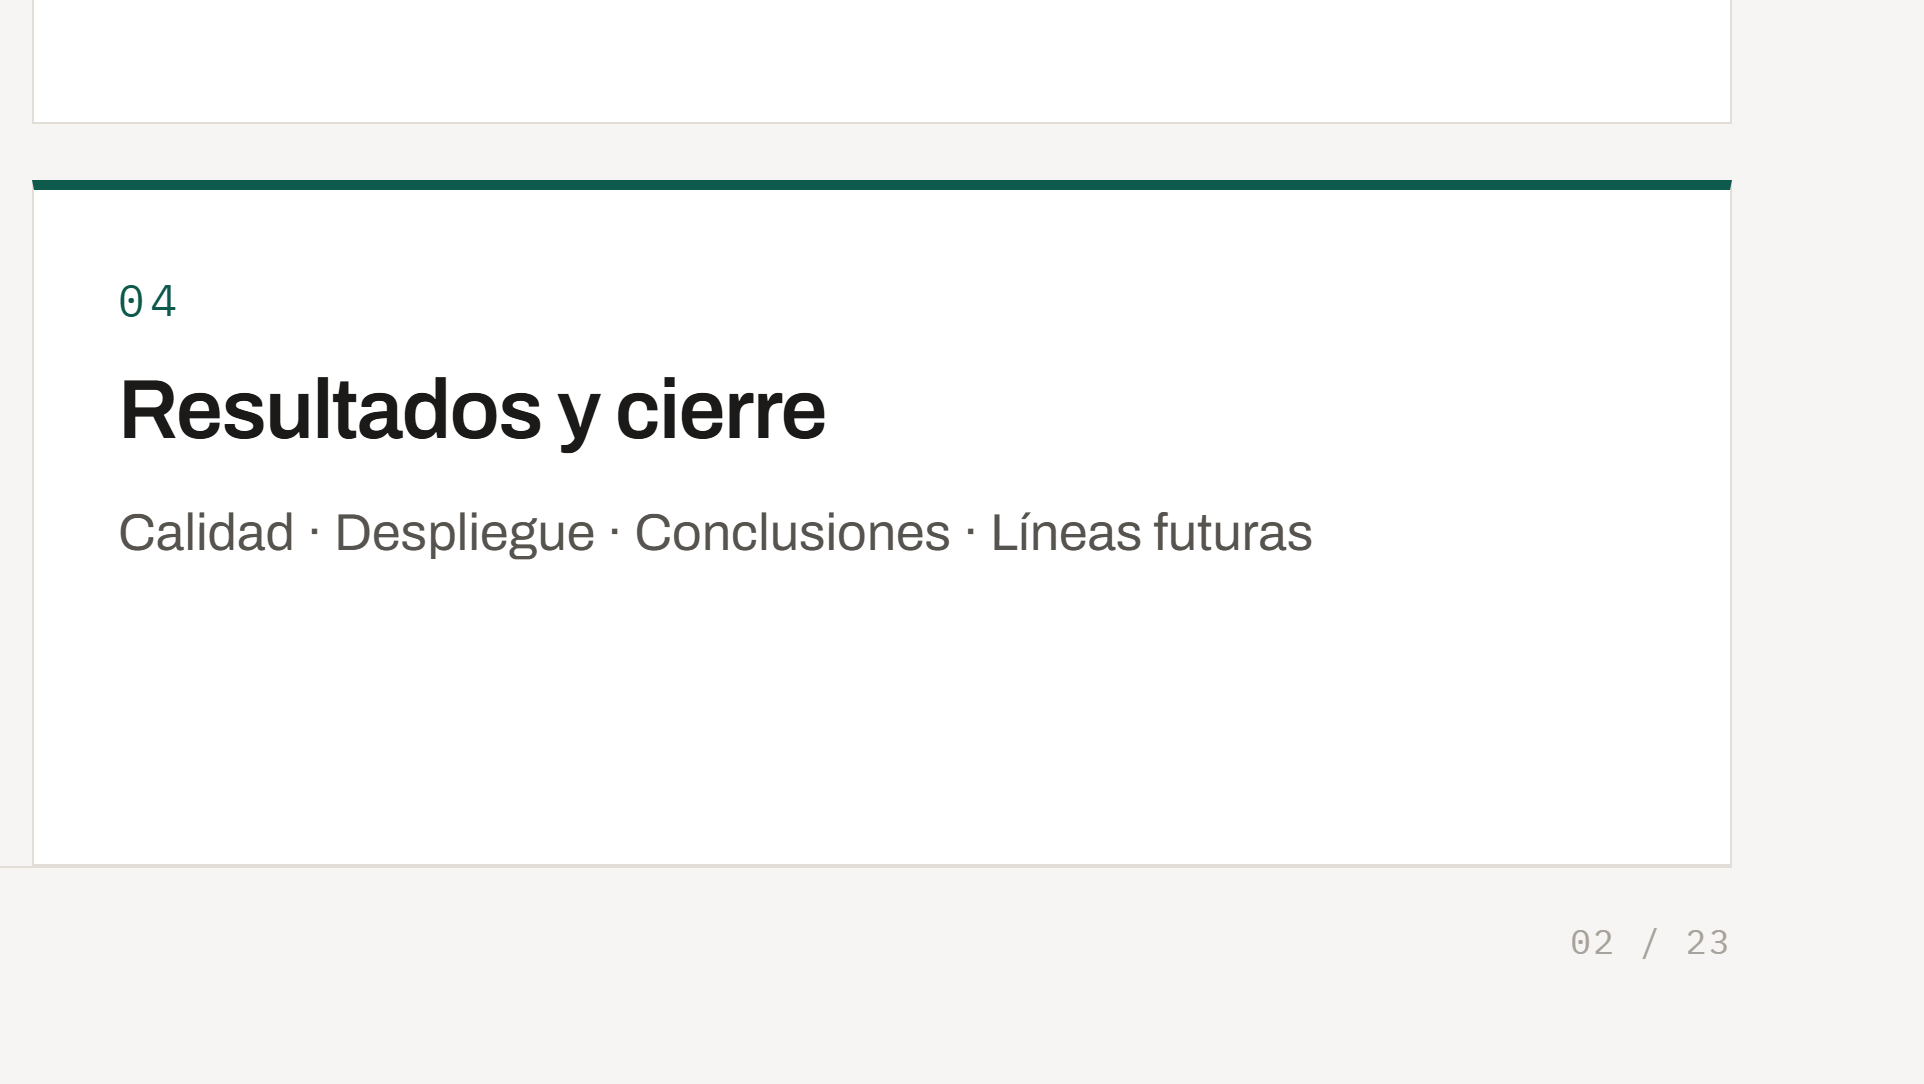 04
Resultados y cierre
Calidad · Despliegue · Conclusiones · Líneas futuras
02 / 23